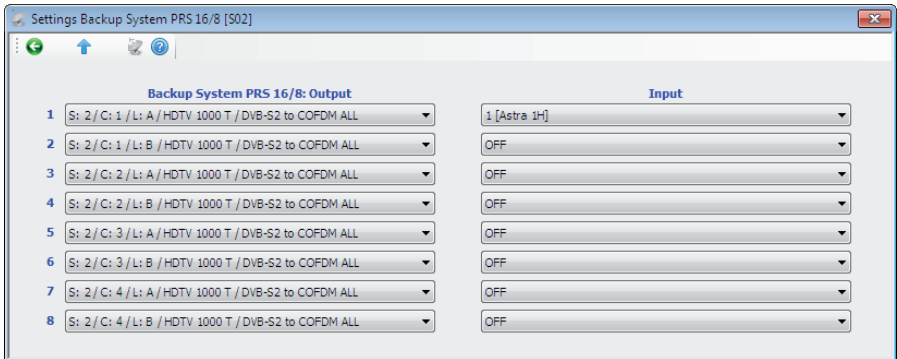 Settings Backup System PRS 16/8 [S02]
Backup System PRS 16/8: Output Input
1 S: 2 / C: 1 / L: A / HDTV 1000 T / DVB-S2 to COFDM ALL 1 [Astra 1H]
2 S: 2 / C: 1 / L: B / HDTV 1000 T / DVB-S2 to COFDM ALL OFF
3 S: 2 / C: 2 / L: A / HDTV 1000 T / DVB-S2 to COFDM ALL OFF
4 S: 2 / C: 2 / L: B / HDTV 1000 T / DVB-S2 to COFDM ALL OFF
5 S: 2 / C: 3 / L: A / HDTV 1000 T / DVB-S2 to COFDM ALL OFF
6 S: 2 / C: 3 / L: B / HDTV 1000 T / DVB-S2 to COFDM ALL OFF
7 S: 2 / C: 4 / L: A / HDTV 1000 T / DVB-S2 to COFDM ALL OFF
8 S: 2 / C: 4 / L: B / HDTV 1000 T / DVB-S2 to COFDM ALL OFF